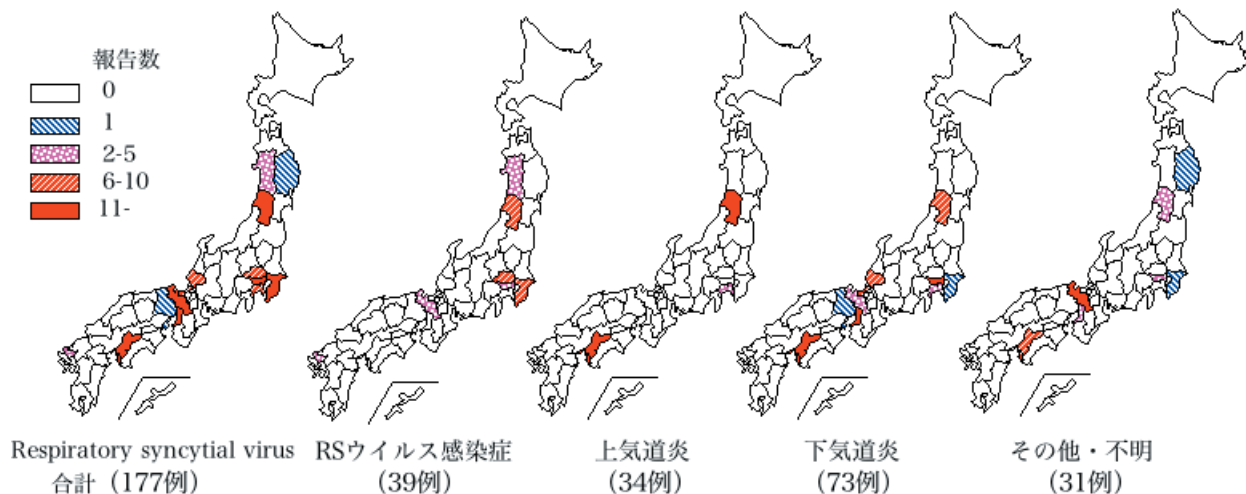 報告数
0
1
2-5
6-10
11-
Respiratory syncytial virus
合計（177例）
RSウイルス感染症
（39例）
上気道炎
（34例）
下気道炎
（73例）
その他・不明
（31例）